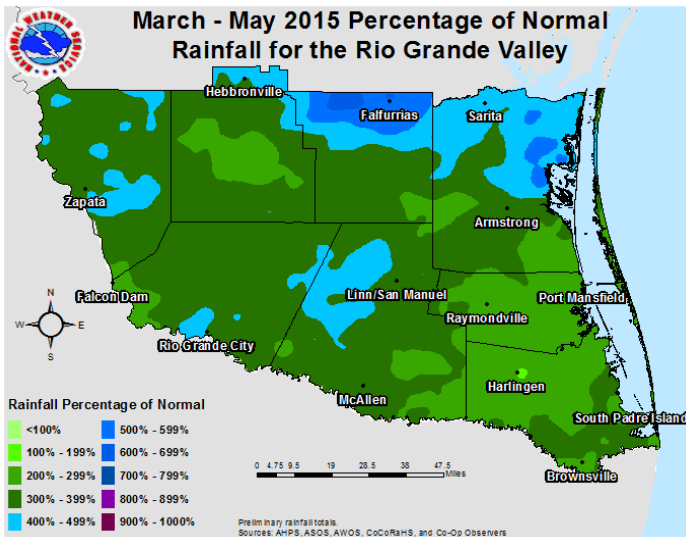 March - May 2015 Percentage of Normal
Rainfall for the Rio Grande Valley
NATIONAL WEATHER SERVICE
Hebbronville
Falfurrias
Sarita
Zapata
Armstrong
Falcon Dam
Linn/San Manuel
Port Mansfield
Raymondville
Rio Grande City
Harlingen
McAllen
South Padre Island
Brownsville
N
W E
S
Rainfall Percentage of Normal
<100% 500% - 599%
100% - 199% 600% - 699%
200% - 299% 700% - 799%
300% - 399% 800% - 899%
400% - 499% 900% - 1000%
0 4.75 9.5 19 28.5 38 47.5
Miles
Preliminary rainfall totals.
Sources: AHPS, ASOS, AWOS, CoCoRaHS, and Co-Op Observers